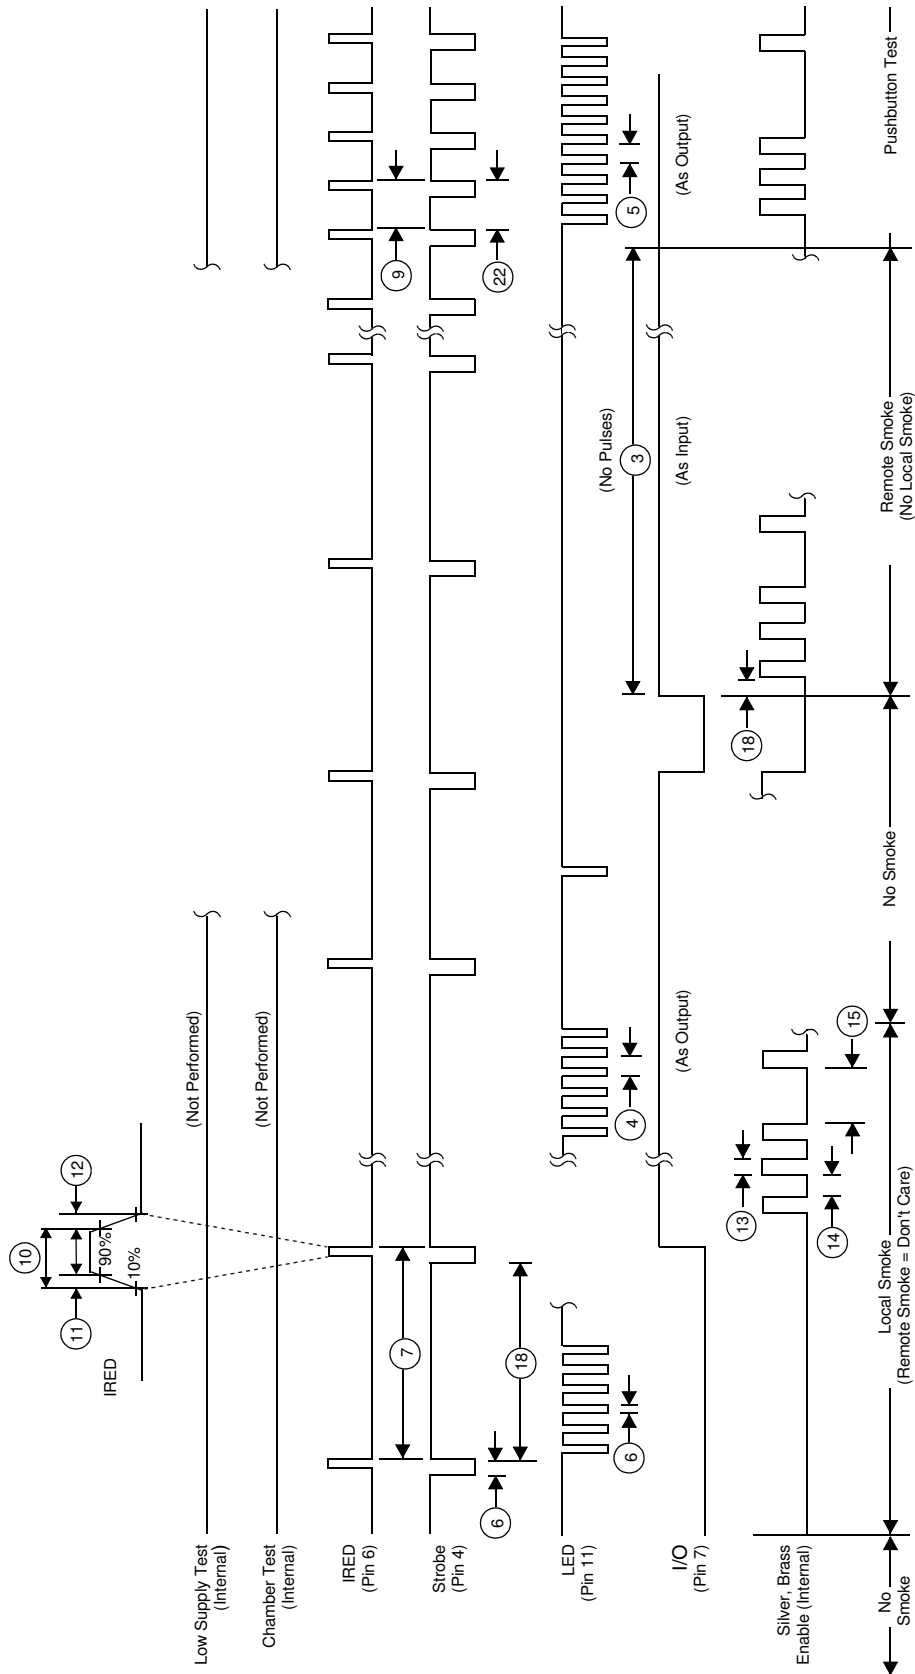 IRED
11
10
12
90%
10%
Low Supply Test
(Internal)
(Not Performed)
Chamber Test
(Internal)
(Not Performed)
IRED
(Pin 6)
7
9
Strobe
(Pin 4)
6
18
22
LED
(Pin 11)
6
4
5
(No Pulses)
3
I/O
(Pin 7)
(As Output)
(As Input)
(As Output)
Silver, Brass
Enable (Internal)
13
14
15
18
No
Smoke
Local Smoke
(Remote Smoke = Don't Care)
No Smoke
Remote Smoke
(No Local Smoke)
Pushbutton Test